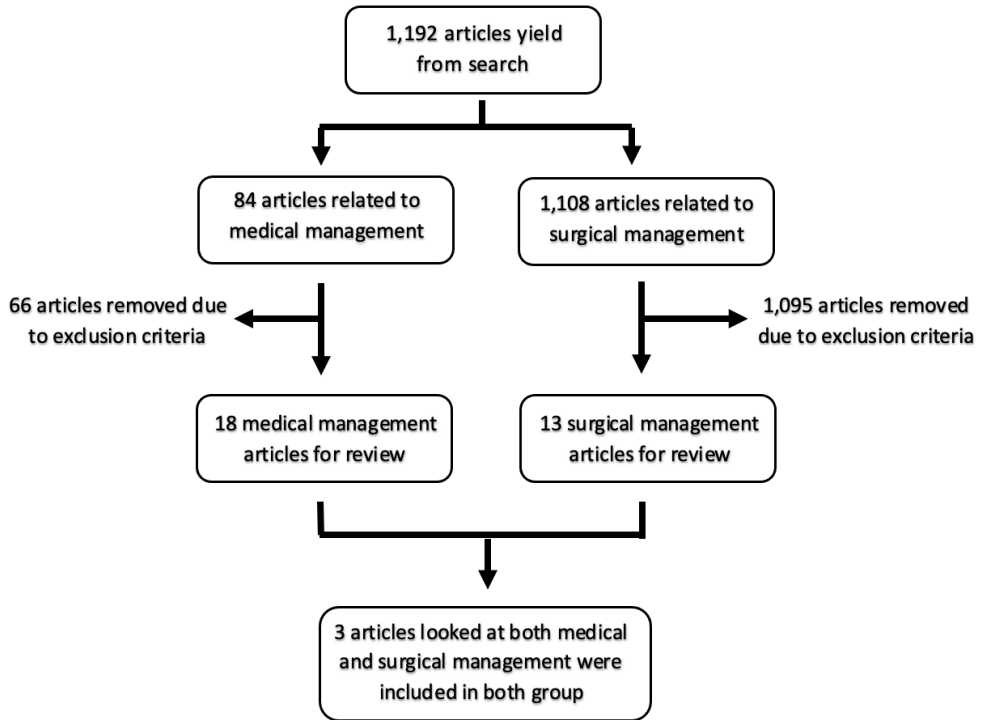 1,192 articles yield
from search
84 articles related to
medical management
1,108 articles related to
surgical management
66 articles removed due
to exclusion criteria
1,095 articles removed
due to exclusion criteria
18 medical management
articles for review
13 surgical management
articles for review
3 articles looked at both medical
and surgical management were
included in both group